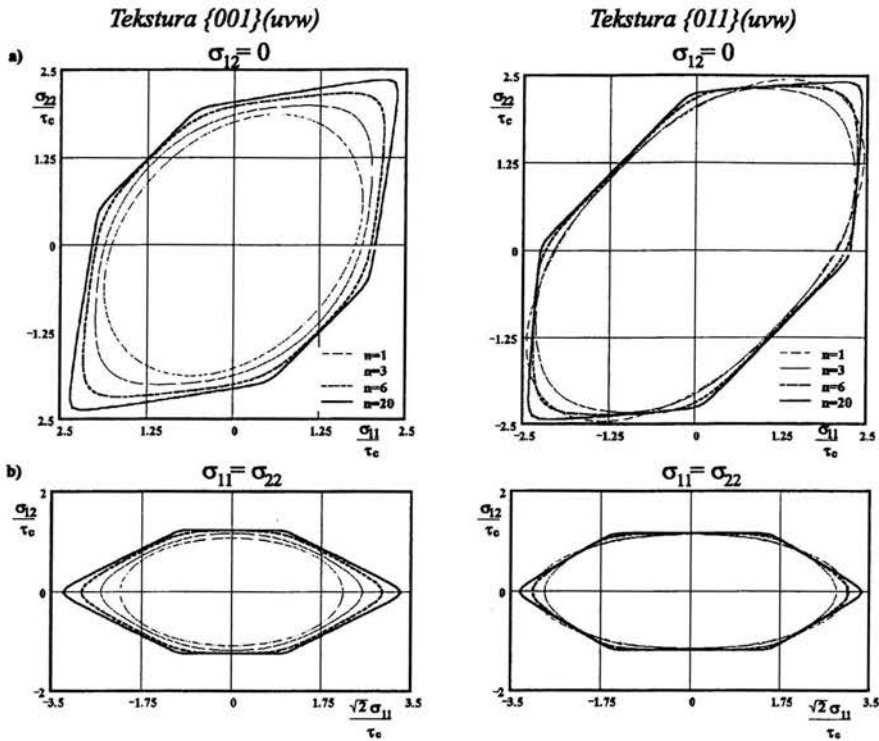 Tekstura {001}(uvw)
a)
σ12= 0
2.5
σ22
τc
1.25
0
−1.25
2.5
2.5
1.25
0
1.25
σ11
τc
2.5
n=1
n=3
n=6
n=20
Tekstura {011}(uvw)
σ12= 0
2.5
σ22
τc
1.25
0
−1.25
−2.5
−2.5
−1.25
0
1.25
σ11
τc
2.5
n=1
n=3
n=6
n=20
b)
σ11= σ22
2
σ12
τc
0
−2
−3.5
−1.75
0
1.75
√2 σ11
τc
3.5
σ11= σ22
2
σ12
τc
0
−2
−3.5
−1.75
0
1.75
√2 σ11
τc
3.5